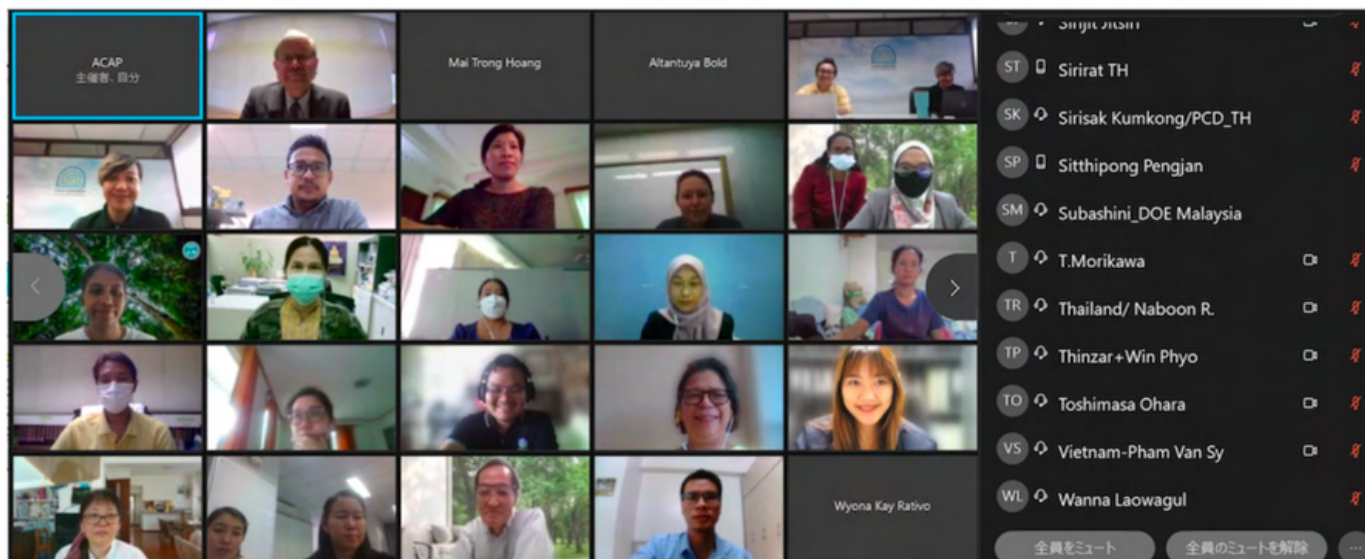 ACAP
主催者、自分
Mai Trong Hoang
Altantuya Bold
Wyona Kay Rativo
Sinjit Jitsiri
ST Sirirat TH
SK Sirisak Kumkong/PCD_TH
SP Sitthipong Pengjan
SM Subashini_DOE Malaysia
T T.Morikawa
TR Thailand/ Naboon R.
TP Thinzar+Win Phyo
TO Toshimasa Ohara
VS Vietnam-Pham Van Sy
WL Wanna Laowagul
全員をミュート
全員のミュートを解除
...